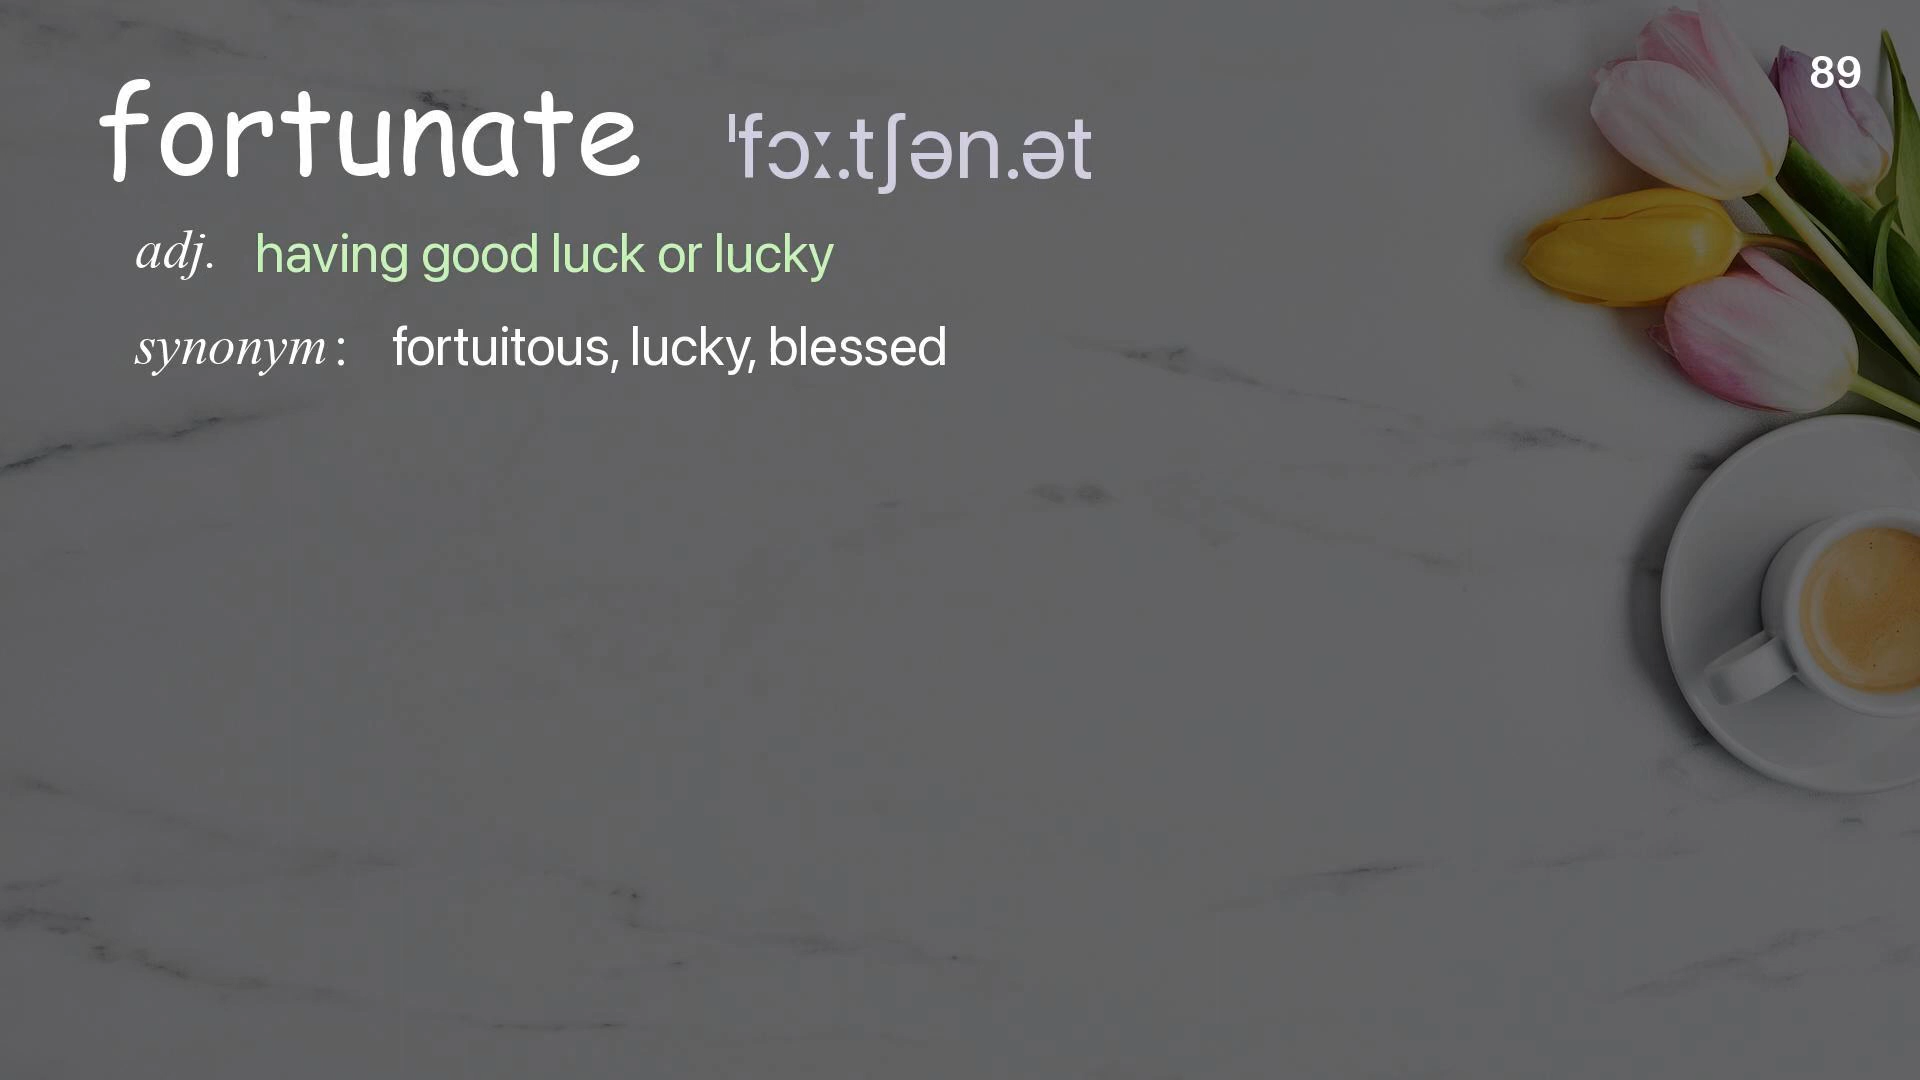 89
fortunate ˈfɔː.tʃən.ət
adj. having good luck or lucky
synonym: fortuitous, lucky, blessed